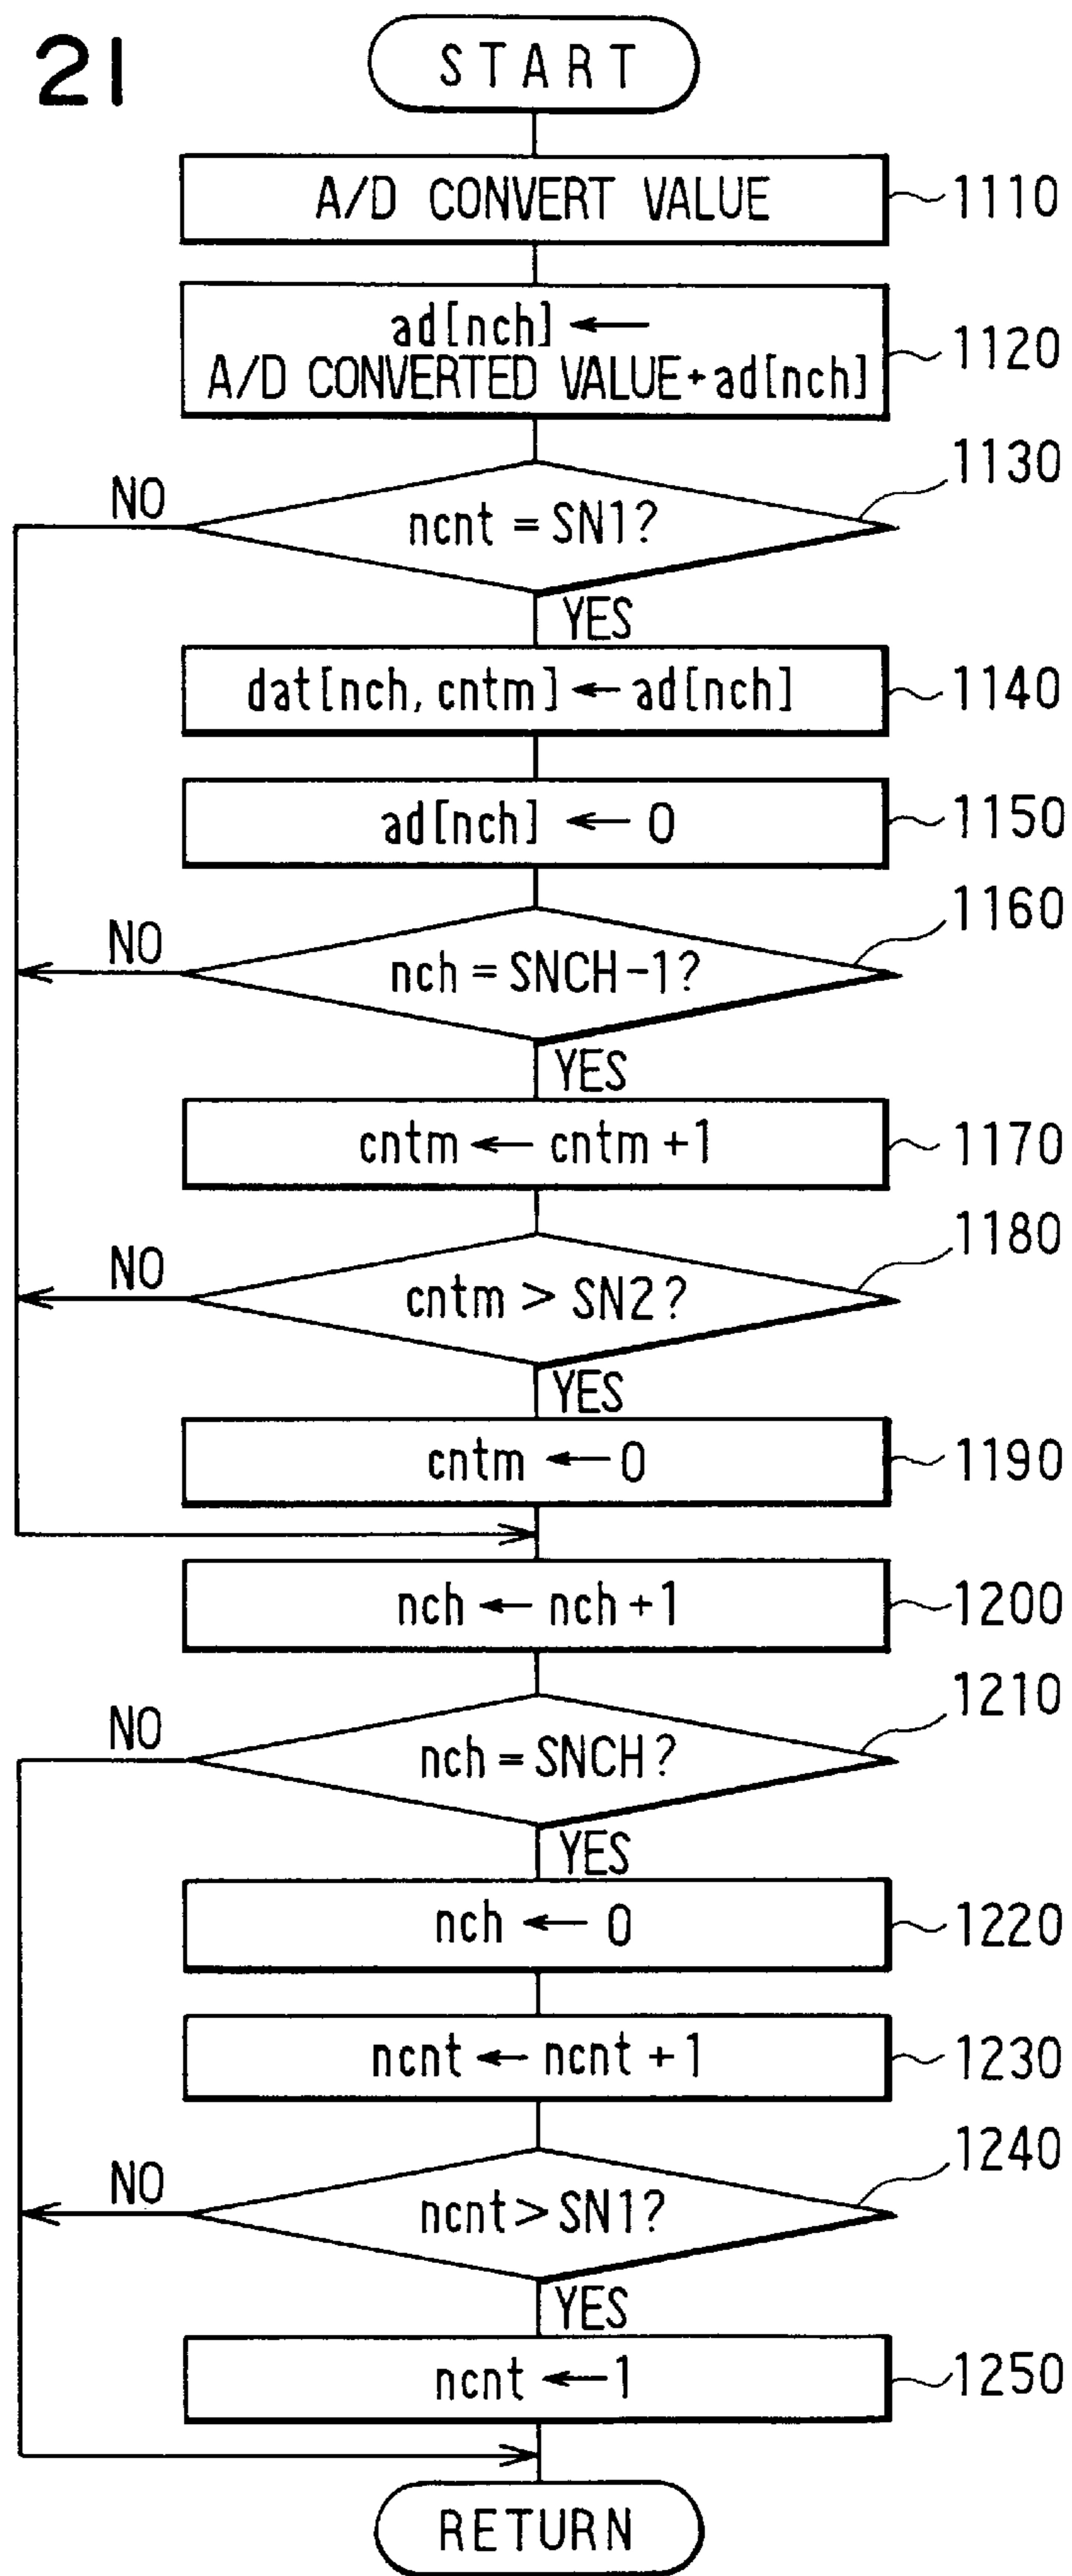 21
START
A/D CONVERT VALUE
1110
ad[nch] ←
A/D CONVERTED VALUE+ad[nch]
1120
1130
NO
ncnt = SN1?
YES
dat[nch, cntm] ← ad[nch]
1140
ad[nch] ← 0
1150
1160
NO
nch = SNCH-1?
YES
cntm ← cntm +1
1170
1180
NO
cntm > SN2?
YES
cntm ← 0
1190
nch ← nch +1
1200
1210
NO
nch = SNCH?
YES
nch ← 0
1220
ncnt ← ncnt +1
1230
1240
NO
ncnt > SN1?
YES
ncnt ← 1
1250
RETURN